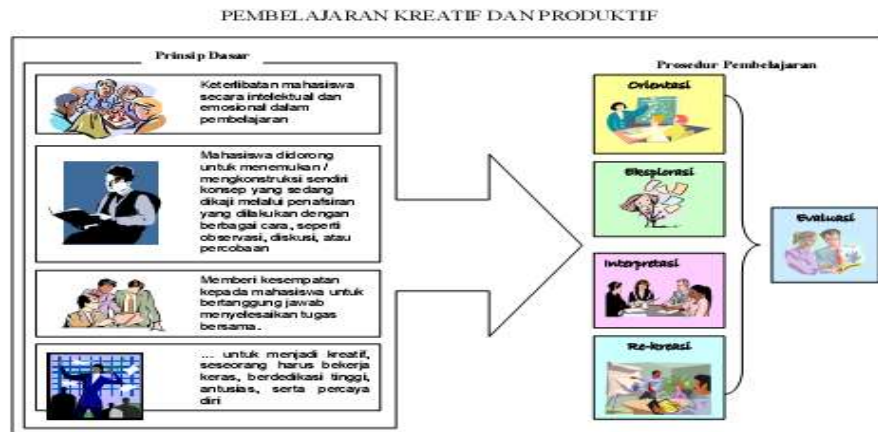 PEMBELAJARAN KREATIF DAN PRODUKTIF
Prinsip Dasar
Keterlibatan mahasiswa
secara intelektual dan
emosional dalam
pembelajaran
Mahasiswa didorong
untuk menemukan /
mengkonstruksi sendiri
konsep yang sedang
dikaji melalui penafsiran
yang dilakukan dengan
berbagai cara, seperti
observasi, diskusi, atau
percobaan
Memberi kesempatan
kepada mahasiswa untuk
bertanggung jawab
menyelesaikan tugas
bersama.
... untuk menjadi kreatif,
seseorang harus bekerja
keras, berdedikasi tinggi,
antusias, serta percaya
diri
Prosedur Pembelajaran
Orientasi
Eksplorasi
Interpretasi
Re-kreasi
Evaluasi